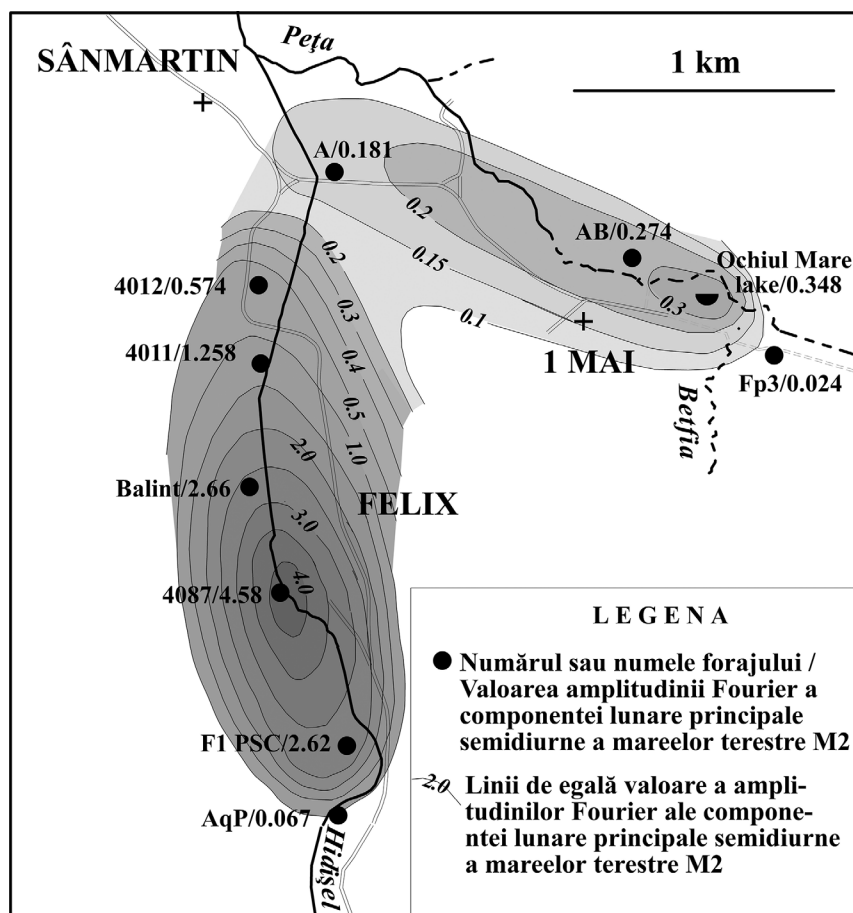 Peţa
SÂNMARTIN
1 km
A/0.181
0.2
AB/0.274
0.2
0.15
Ochiul Mare
lake/0.348
4012/0.574
0.3
0.3
0.1
4011/1.258
1 MAI
0.4
Fp3/0.024
Betfia
0.5
2.0
1.0
Balint/2.66
FELIX
3.0
4087/4.58
4.0
LEGENA
Numărul sau numele forajului /
Valoarea amplitudinii Fourier a
componentei lunare principale
semidiurne a mareelor terestre M2
F1 PSC/2.62
2.0
Linii de egală valoare a ampli-
tudinilor Fourier ale compone-
ntei lunare principale semidiurne
a mareelor terestre M2
AqP/0.067
Hidişel